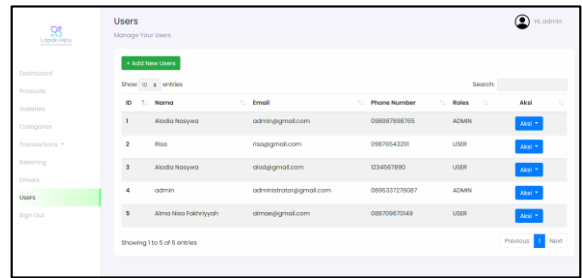 Users
Manage Your Users
Hi, admin
Lapak Hijau
Dashboard
Products
Galleries
Categories
Transactions
Rekening
Drivers
Users
Sign Out
+ Add New Users
Show 10 entries
Search:
ID Nama Email Phone Number Roles Aksi
1 Alodia Nasywa admin@gmail.com 098987898765 ADMIN Aksi
2 Risa risa@gmail.com USER Aksi
3 Alodia Nasywa alod@gmail.com 1234567890 USER Aksi
4 admin administrator@gmail.com 0895337276087 ADMIN Aksi
5 Alma Nisa Fakhriyyah almae@gmail.com 088709670149 USER Aksi
Showing 1 to 5 of 5 entries
Previous 1 Next